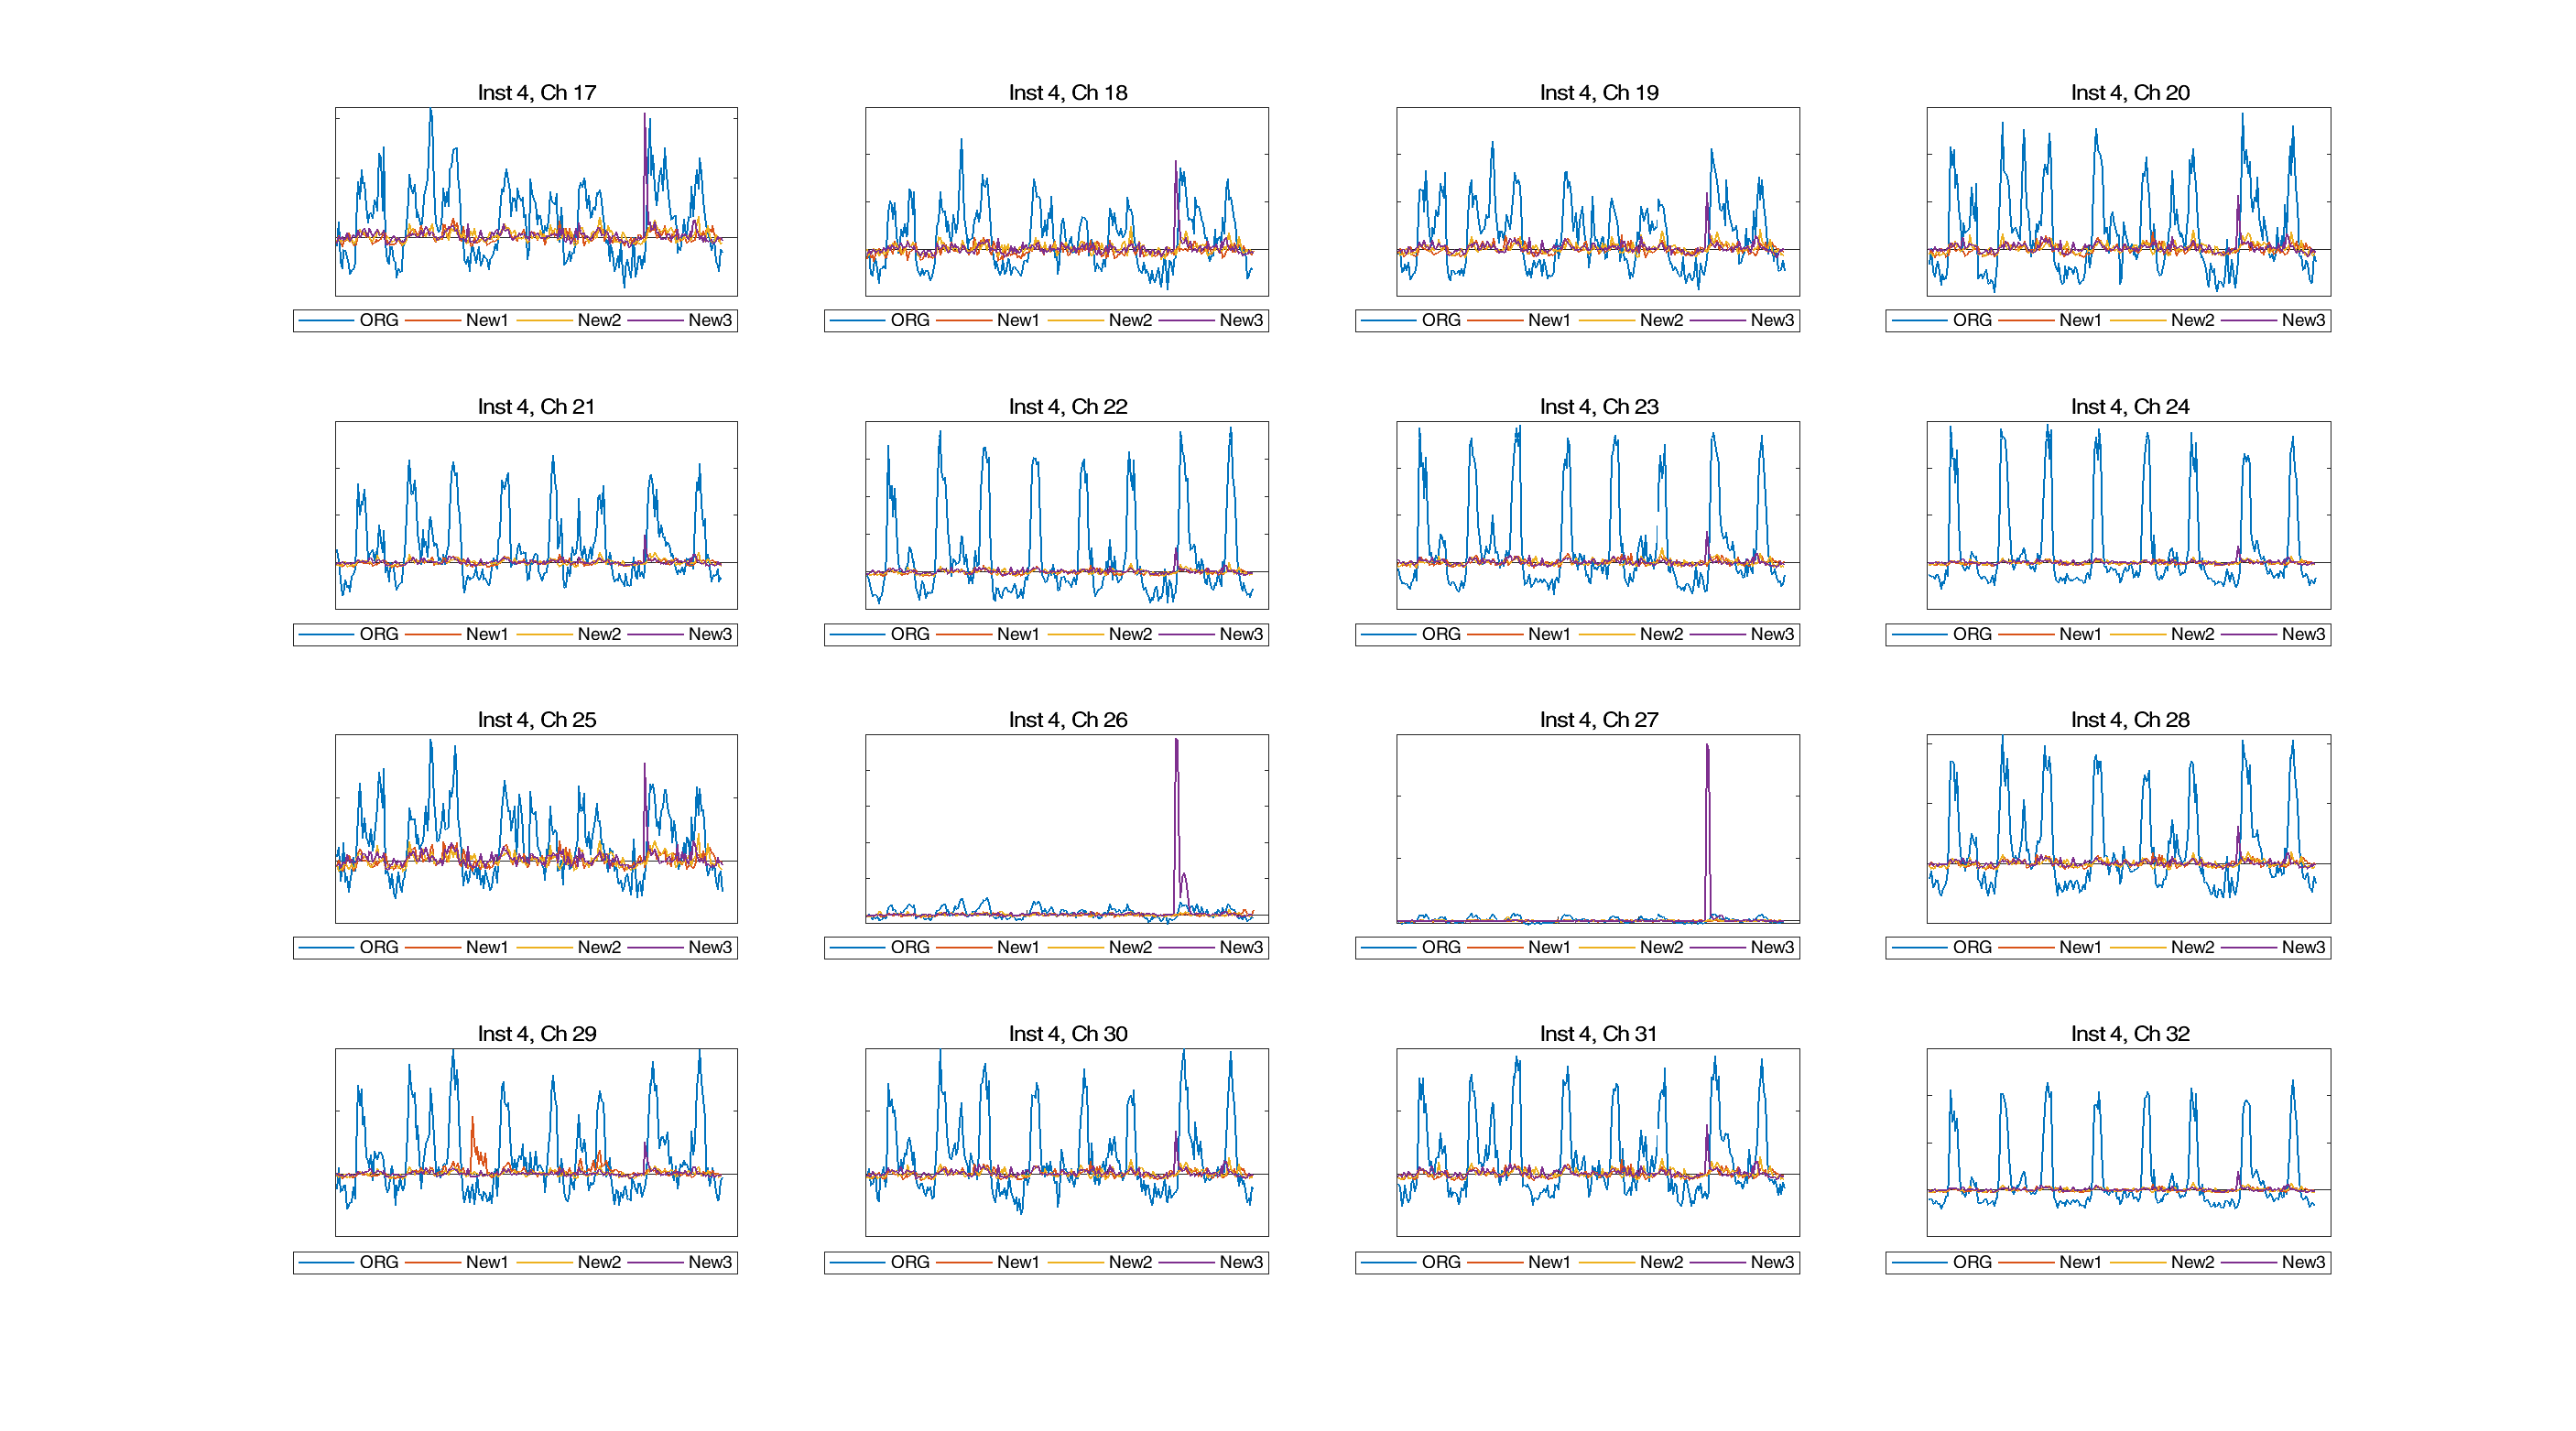 Inst 4, Ch 17
Inst 4, Ch 18
Inst 4, Ch 19
Inst 4, Ch 20
ORG New1 New2 New3
ORG New1 New2 New3
ORG New1 New2 New3
ORG New1 New2 New3
Inst 4, Ch 21
Inst 4, Ch 22
Inst 4, Ch 23
Inst 4, Ch 24
ORG New1 New2 New3
ORG New1 New2 New3
ORG New1 New2 New3
ORG New1 New2 New3
Inst 4, Ch 25
Inst 4, Ch 26
Inst 4, Ch 27
Inst 4, Ch 28
ORG New1 New2 New3
ORG New1 New2 New3
ORG New1 New2 New3
ORG New1 New2 New3
Inst 4, Ch 29
Inst 4, Ch 30
Inst 4, Ch 31
Inst 4, Ch 32
ORG New1 New2 New3
ORG New1 New2 New3
ORG New1 New2 New3
ORG New1 New2 New3